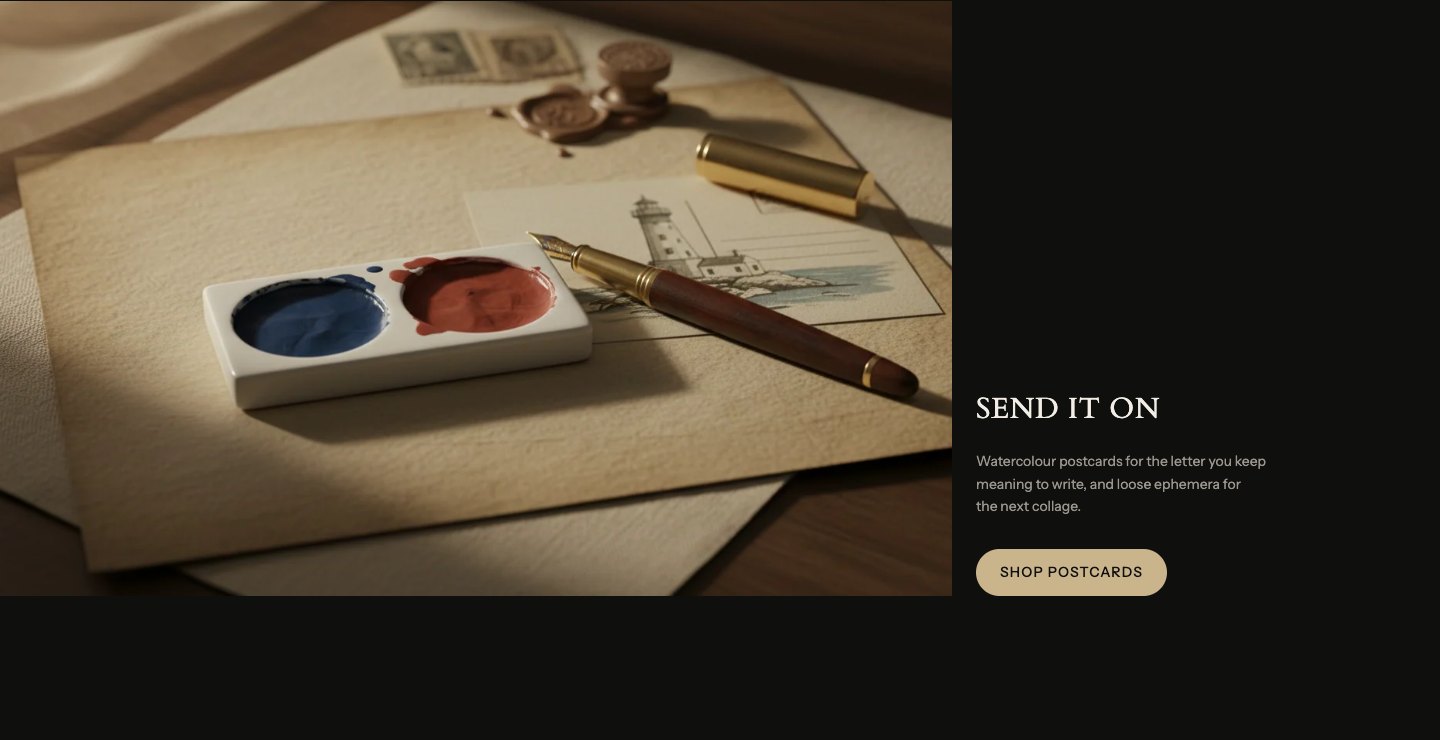 SEND IT ON
Watercolour postcards for the letter you keep
meaning to write, and loose ephemera for
the next collage.
SHOP POSTCARDS